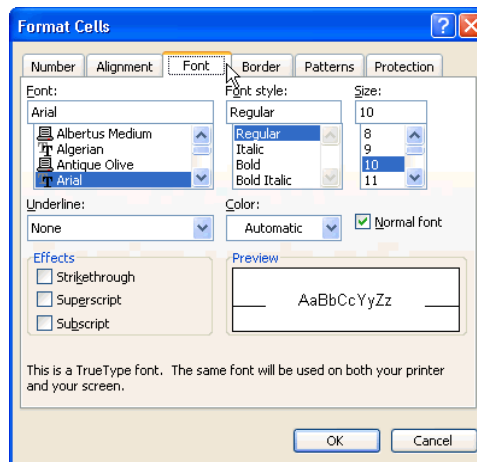 Format Cells
Number Alignment Font Border Patterns Protection
Font: Font style: Size:
Arial Regular 10
Albertus Medium Regular 8
Algerian Italic 9
Antique Olive Bold 10
Arial Bold Italic 11
Underline: Color:
None Automatic Normal font
Effects Preview
Strikethrough
Superscript AaBbCcYyZz
Subscript
This is a TrueType font. The same font will be used on both your printer
and your screen.
OK Cancel